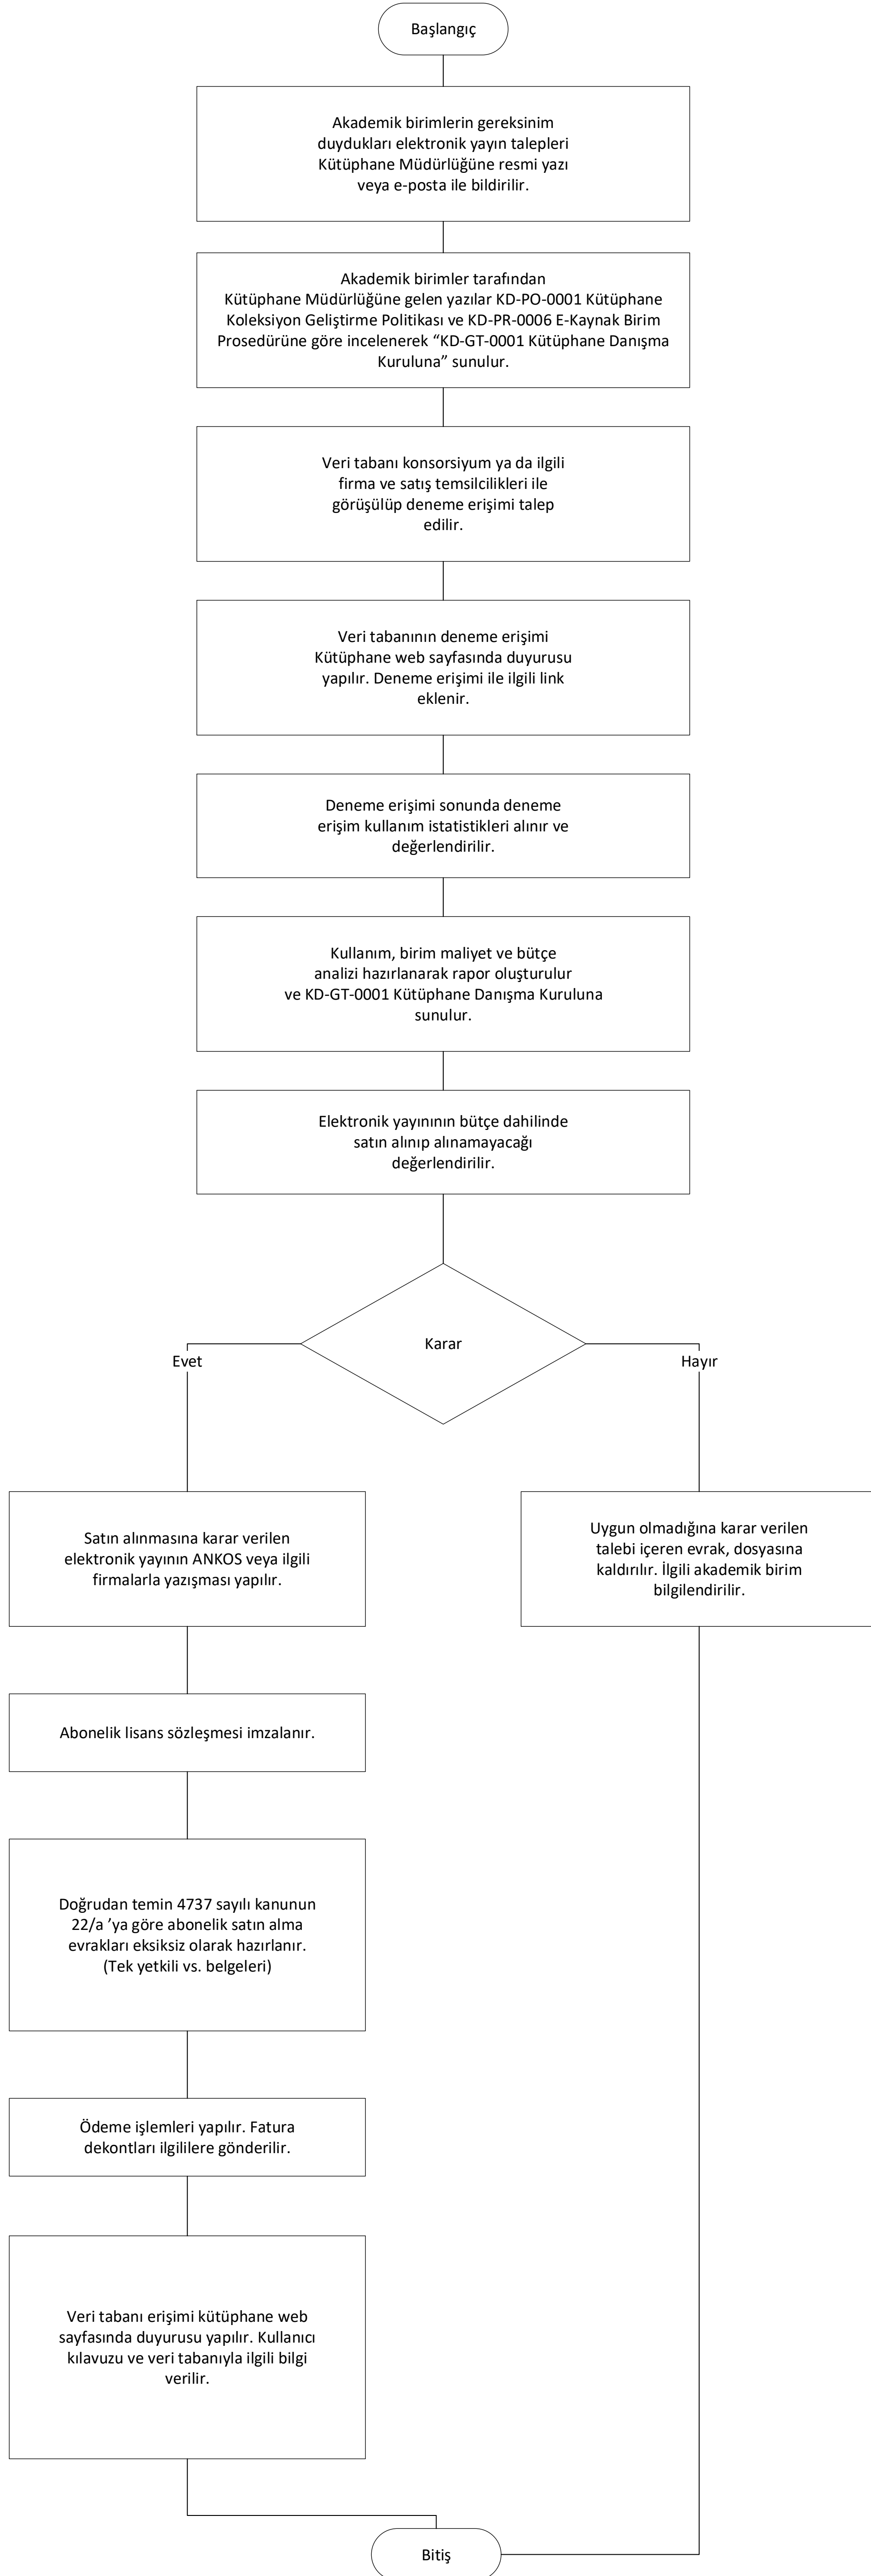 Başlangıç
Akademik birimlerin gereksinim
duydukları elektronik yayın talepleri
Kütüphane Müdürlüğüne resmi yazı
veya e-posta ile bildirilir.
Akademik birimler tarafından
Kütüphane Müdürlüğüne gelen yazılar KD-PO-0001 Kütüphane
Koleksiyon Geliştirme Politikası ve KD-PR-0006 E-Kaynak Birim
Prosedürüne göre incelenerek “KD-GT-0001 Kütüphane Danışma
Kuruluna” sunulur.
Veri tabanı konsorsiyum ya da ilgili
firma ve satış temsilcilikleri ile
görüşülüp deneme erişimi talep
edilir.
Veri tabanının deneme erişimi
Kütüphane web sayfasında duyurusu
yapılır. Deneme erişimi ile ilgili link
eklenir.
Deneme erişimi sonunda deneme
erişim kullanım istatistikleri alınır ve
değerlendirilir.
Kullanım, birim maliyet ve bütçe
analizi hazırlanarak rapor oluşturulur
ve KD-GT-0001 Kütüphane Danışma Kuruluna
sunulur.
Elektronik yayınının bütçe dahilinde
satın alınıp alınamayacağı
değerlendirilir.
Karar
Evet
Hayır
Satın alınmasına karar verilen
elektronik yayının ANKOS veya ilgili
firmalarla yazışması yapılır.
Uygun olmadığına karar verilen
talebi içeren evrak, dosyasına
kaldırılır. İlgili akademik birim
bilgilendirilir.
Abonelik lisans sözleşmesi imzalanır.
Doğrudan temin 4737 sayılı kanunun
22/a ’ya göre abonelik satın alma
evrakları eksiksiz olarak hazırlanır.
(Tek yetkili vs. belgeleri)
Ödeme işlemleri yapılır. Fatura
dekontları ilgililere gönderilir.
Veri tabanı erişimi kütüphane web
sayfasında duyurusu yapılır. Kullanıcı
kılavuzu ve veri tabanıyla ilgili bilgi
verilir.
Bitiş